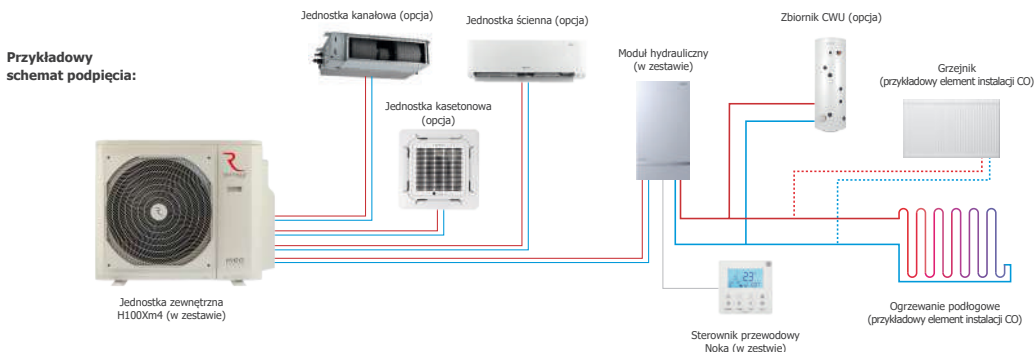 Przykładowy
schemat podpięcia:
Jednostka kanałowa (opcja)
Jednostka ścienna (opcja)
Jednostka kasetonowa
(opcja)
Moduł hydrauliczny
(w zestawie)
Zbiornik CWU (opcja)
Grzejnik
(przykładowy element instalacji CO)
Jednostka zewnętrzna
H100Xm4 (w zestawie)
Sterownik przewodowy
Noka (w zestwie)
Ogrzewanie podłogowe
(przykładowy element instalacji CO)